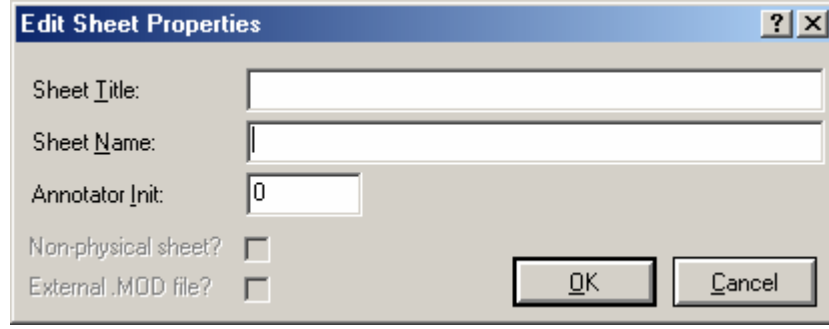 Edit Sheet Properties
Sheet Title:
Sheet Name:
Annotator Init: 0
Non-physical sheet?
External .MOD file?
OK Cancel